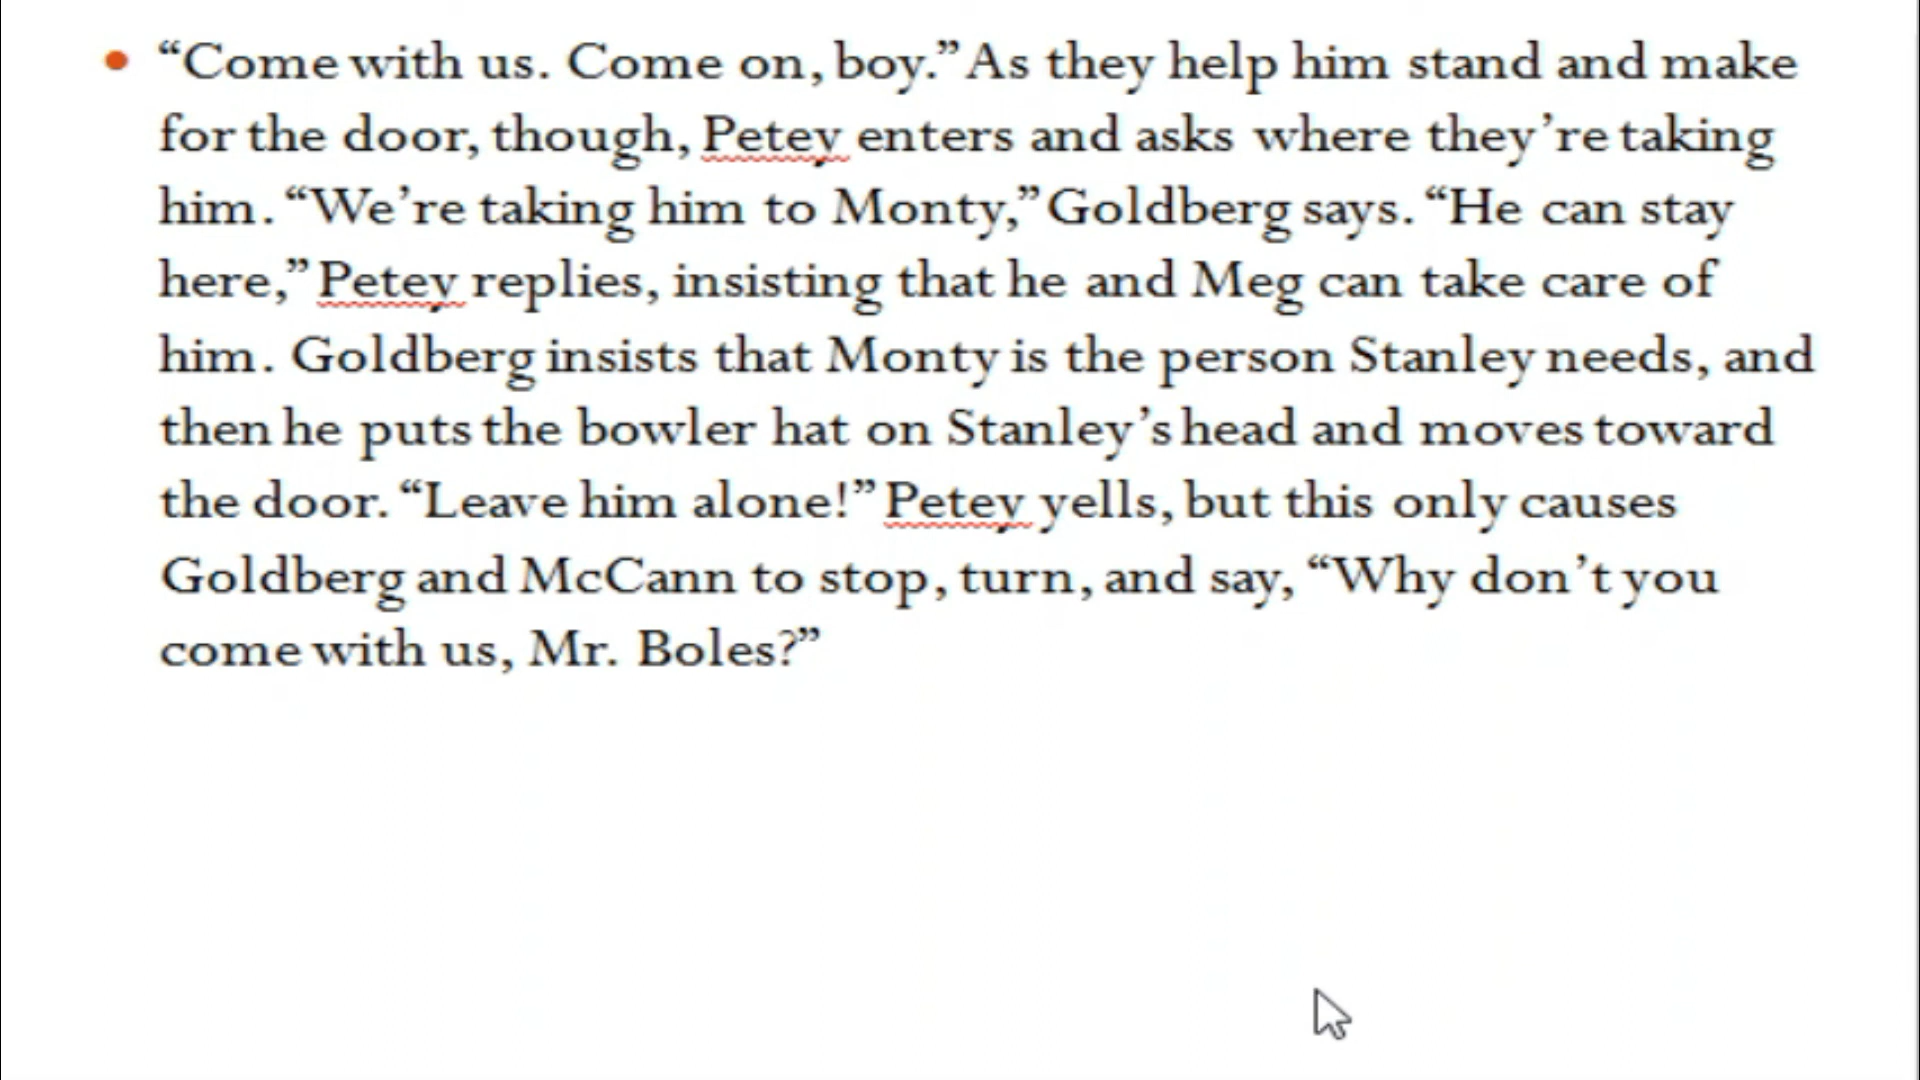 • “Come with us. Come on, boy.” As they help him stand and make
for the door, though, Petey enters and asks where they’re taking
him. “We’re taking him to Monty,” Goldberg says. “He can stay
here,” Petey replies, insisting that he and Meg can take care of
him. Goldberg insists that Monty is the person Stanley needs, and
then he puts the bowler hat on Stanley’s head and moves toward
the door. “Leave him alone!” Petey yells, but this only causes
Goldberg and McCann to stop, turn, and say, “Why don’t you
come with us, Mr. Boles?”